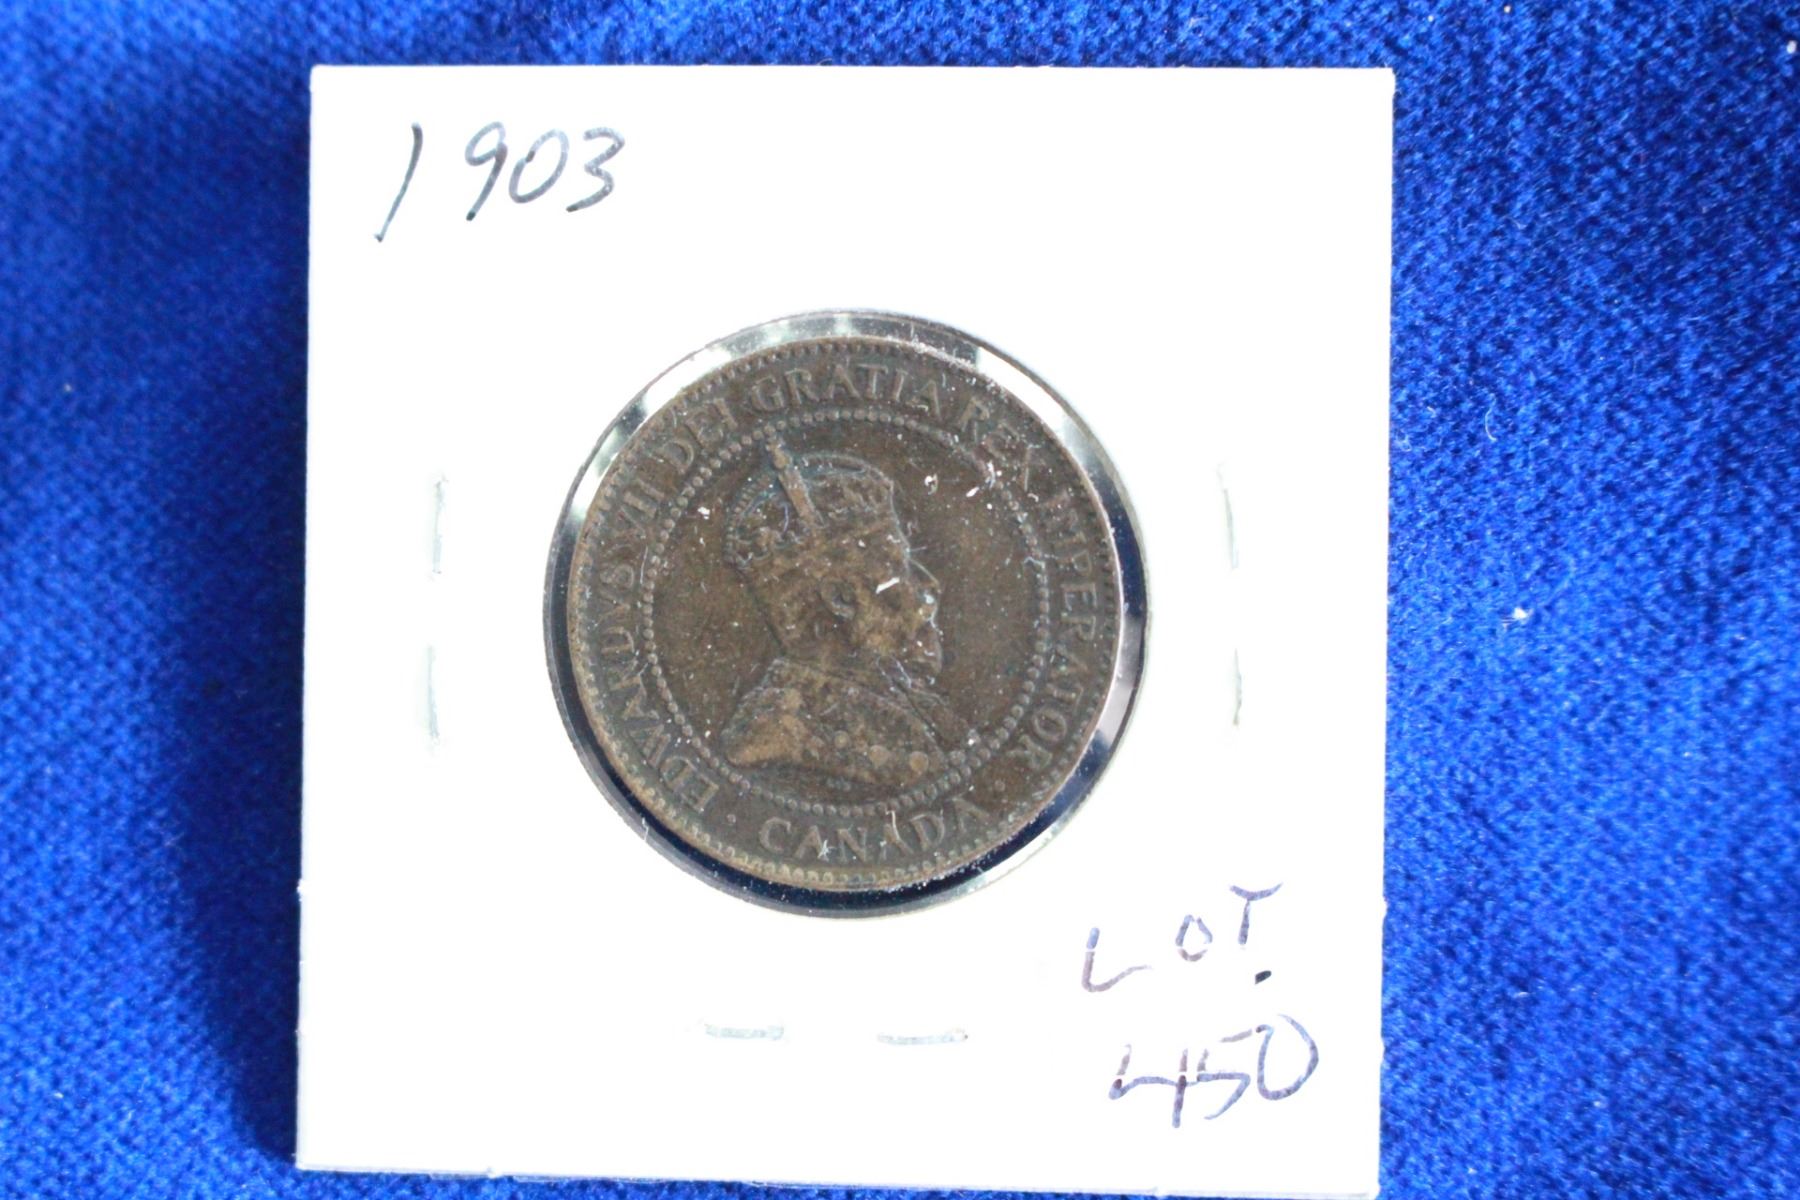 1903
EDWARDVS VII DEI GRATIA REX IMPERATOR
· CANADA ·
LOT.
450